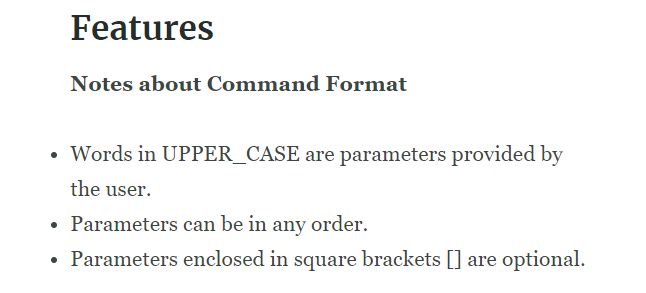 Features
Notes about Command Format
• Words in UPPER_CASE are parameters provided by
the user.
• Parameters can be in any order.
• Parameters enclosed in square brackets [] are optional.